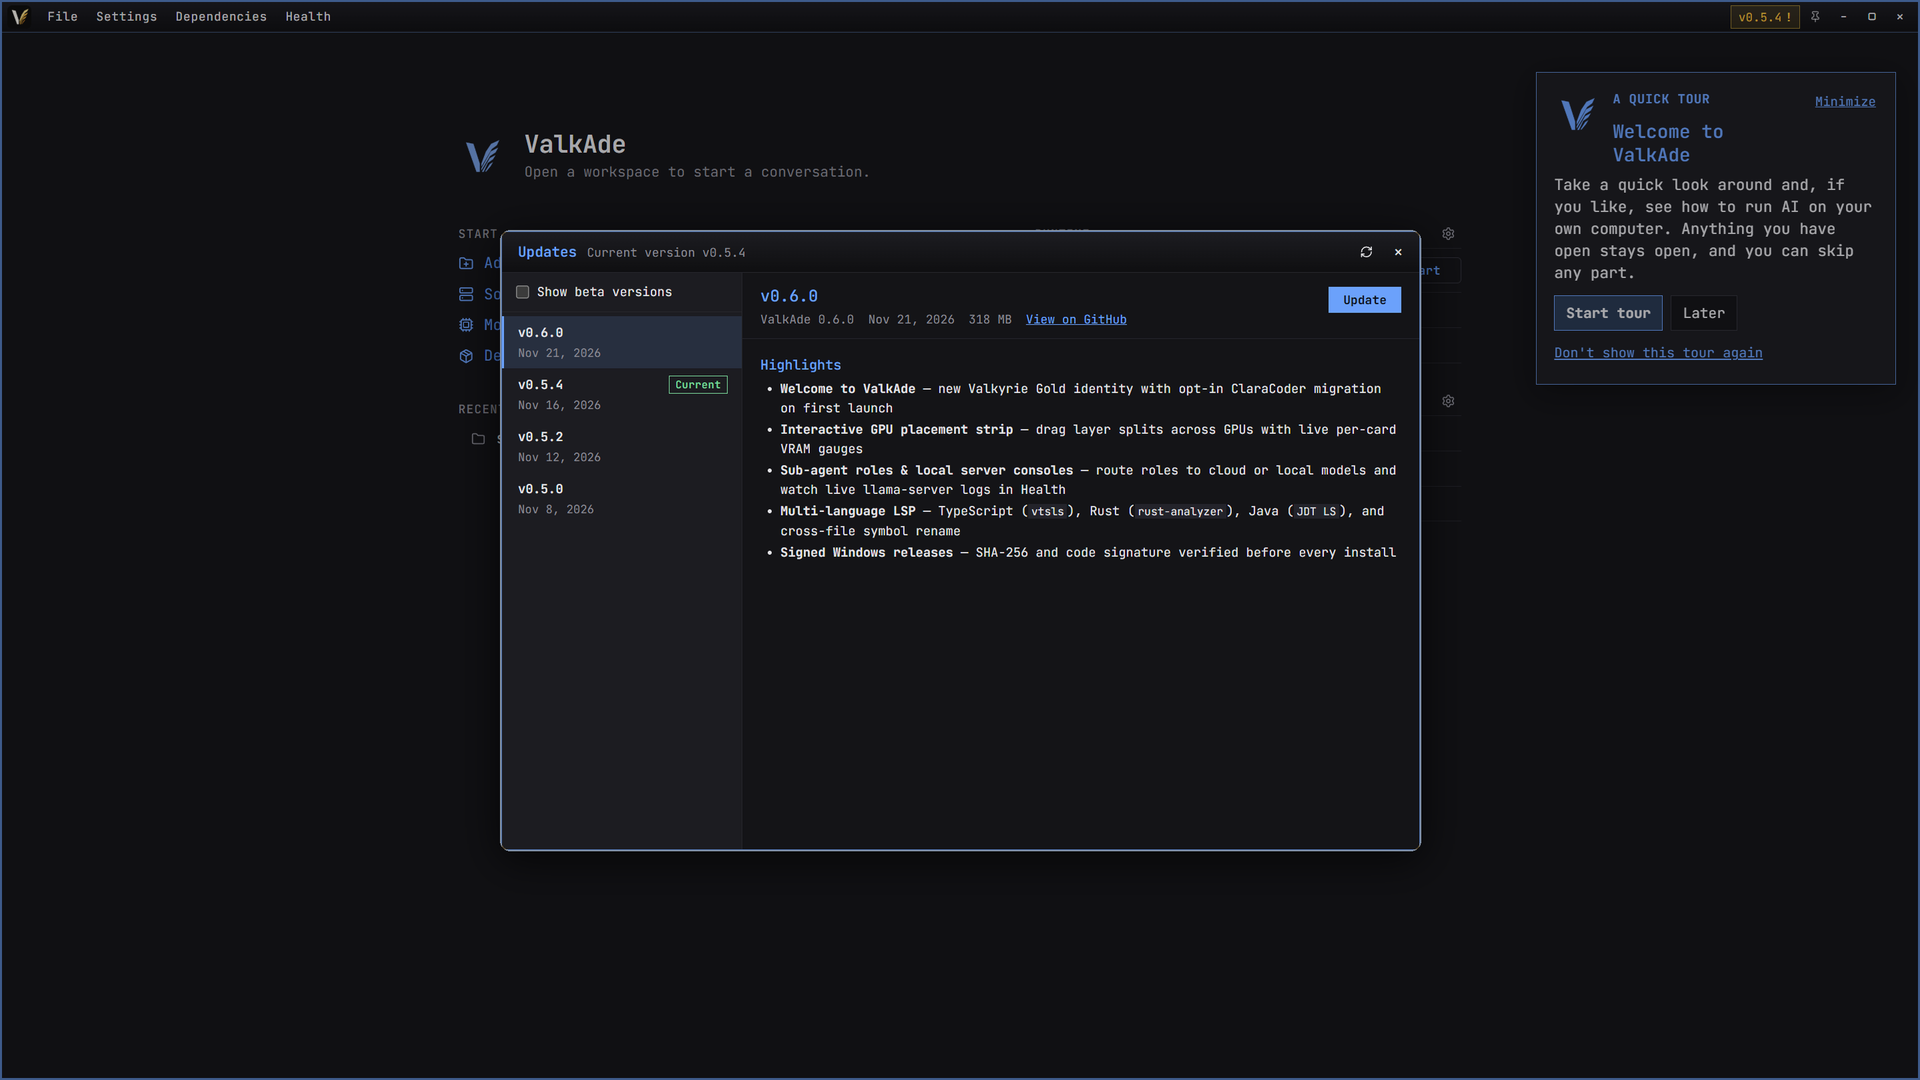 File Settings Dependencies Health
v0.5.4 !
A QUICK TOUR
Minimize
Welcome to
ValkAde
Take a quick look around and, if
you like, see how to run AI on your
own computer. Anything you have
open stays open, and you can skip
any part.
Start tour
Later
Don't show this tour again
ValkAde
Open a workspace to start a conversation.
START
RECENT
Updates Current version v0.5.4
Show beta versions
v0.6.0
Nov 21, 2026
v0.5.4
Current
Nov 16, 2026
v0.5.2
Nov 12, 2026
v0.5.0
Nov 8, 2026
v0.6.0
Update
ValkAde 0.6.0 Nov 21, 2026 318 MB View on GitHub
Highlights
• Welcome to ValkAde — new Valkyrie Gold identity with opt-in ClaraCoder migration
on first launch
• Interactive GPU placement strip — drag layer splits across GPUs with live per-card
VRAM gauges
• Sub-agent roles & local server consoles — route roles to cloud or local models and
watch live llama-server logs in Health
• Multi-language LSP — TypeScript (vtsls), Rust (rust-analyzer), Java (JDT LS), and
cross-file symbol rename
• Signed Windows releases — SHA-256 and code signature verified before every install